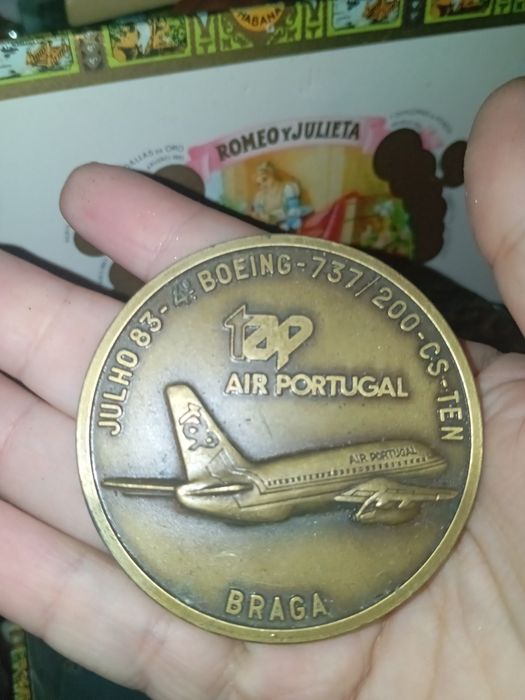 HABANA
ROMEO Y JULIETA
JULHO 83-4º BOEING-737/200-CS-TEN
tap
AIR PORTUGAL
tap
AIR PORTUGAL
BRAGA